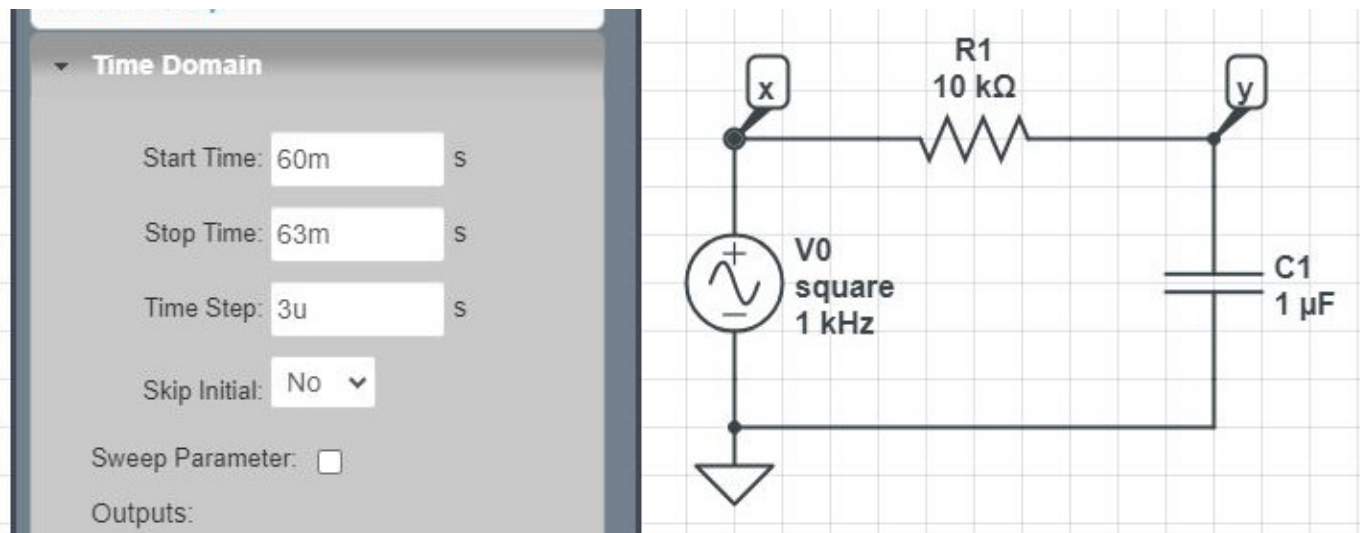 Time Domain
Start Time: 60m s
Stop Time: 63m s
Time Step: 3u s
Skip Initial: No
Sweep Parameter:
Outputs:
x
R1
10 kΩ
y
V0
square
1 kHz
C1
1 µF